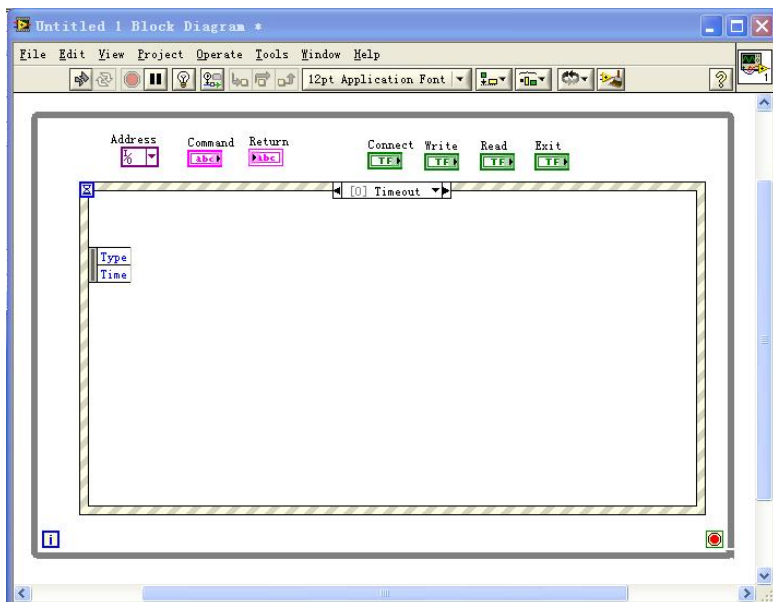 Untitled 1 Block Diagram *
File Edit View Project Operate Tools Window Help
12pt Application Font
?
1
Address Command Return Connect Write Read Exit
I/O abc abc TF TF TF TF
[0] Timeout
Type
Time
i